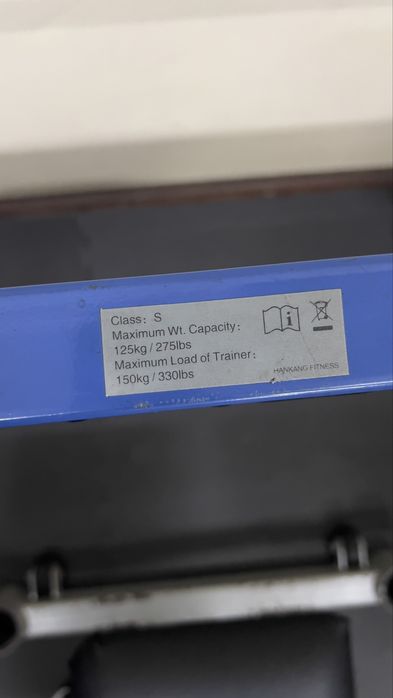 Class: S
Maximum Wt. Capacity:
125kg / 275lbs
Maximum Load of Trainer:
150kg / 330lbs
HANKANG FITNESS